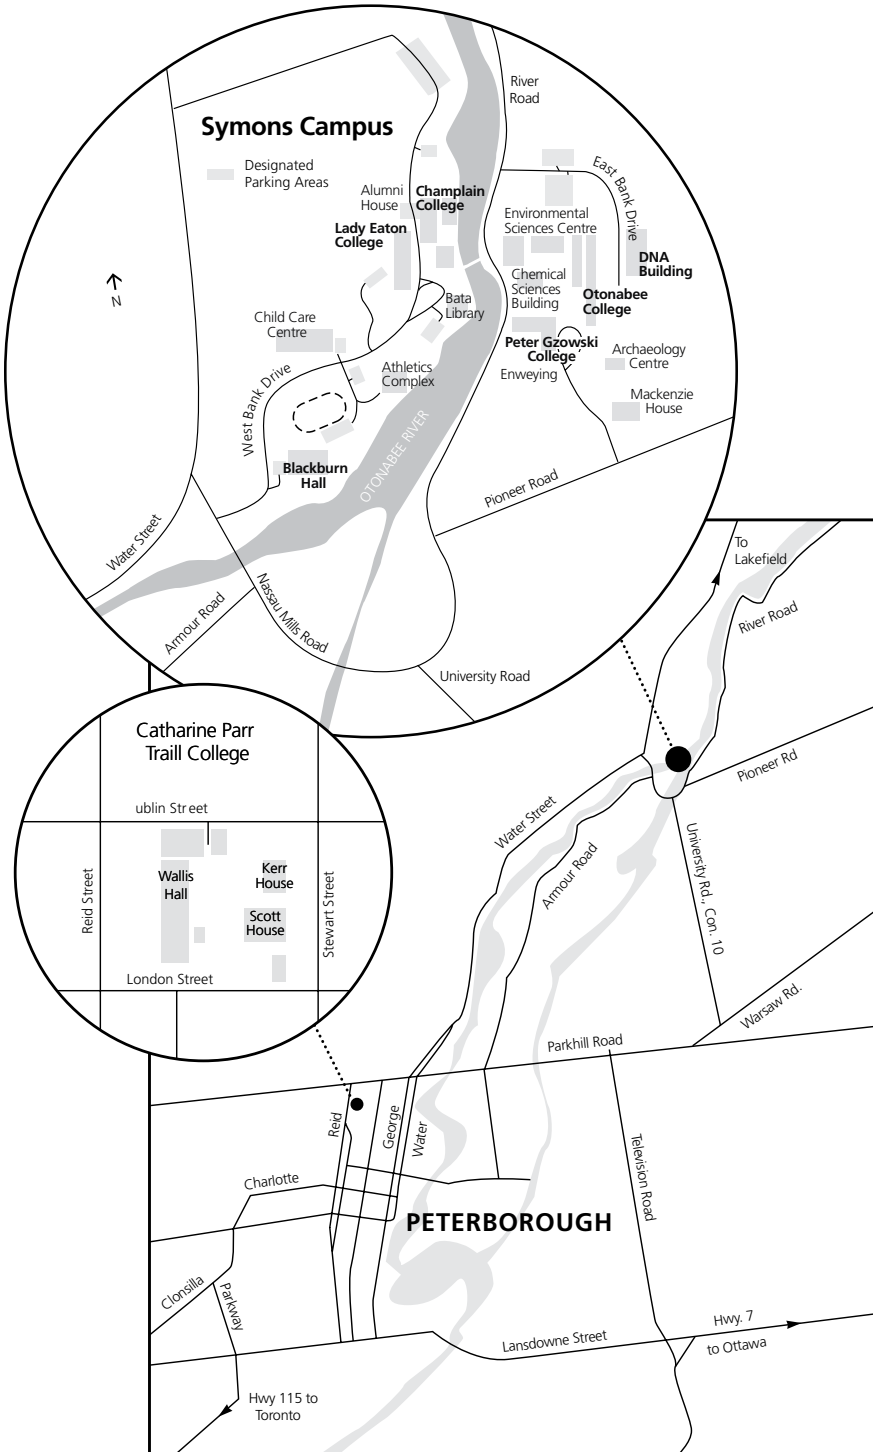 River
Road
Symons Campus
Designated
Parking Areas
East Bank Drive
Alumni
House
Champlain
College
Lady Eaton
College
Environmental
Sciences Centre
DNA
Building
Chemical
Sciences
Building
Otonabee
College
N
Bata
Library
Child Care
Centre
Peter Gzowski
College
Enweying
Archaeology
Centre
Athletics
Complex
West Bank Drive
Mackenzie
House
OTONABEE RIVER
Blackburn
Hall
Pioneer Road
Water Street
Armour Road
Nassau Mills Road
University Road
To
Lakefield
River Road
Pioneer Rd
Catharine Parr
Traill College
ublin Street
Wallis
Hall
Kerr
House
Scott
House
Reid Street
Stewart Street
London Street
Water Street
Armour Road
University Rd., Con. 10
Warsaw Rd.
Parkhill Road
Reid
George
Water
Television Road
Charlotte
PETERBOROUGH
Clonsilla
Parkway
Lansdowne Street
Hwy. 7
to Ottawa
Hwy 115 to
Toronto